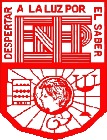 DESPERTAR
A LA LUZ POR
EL SABER
ENP